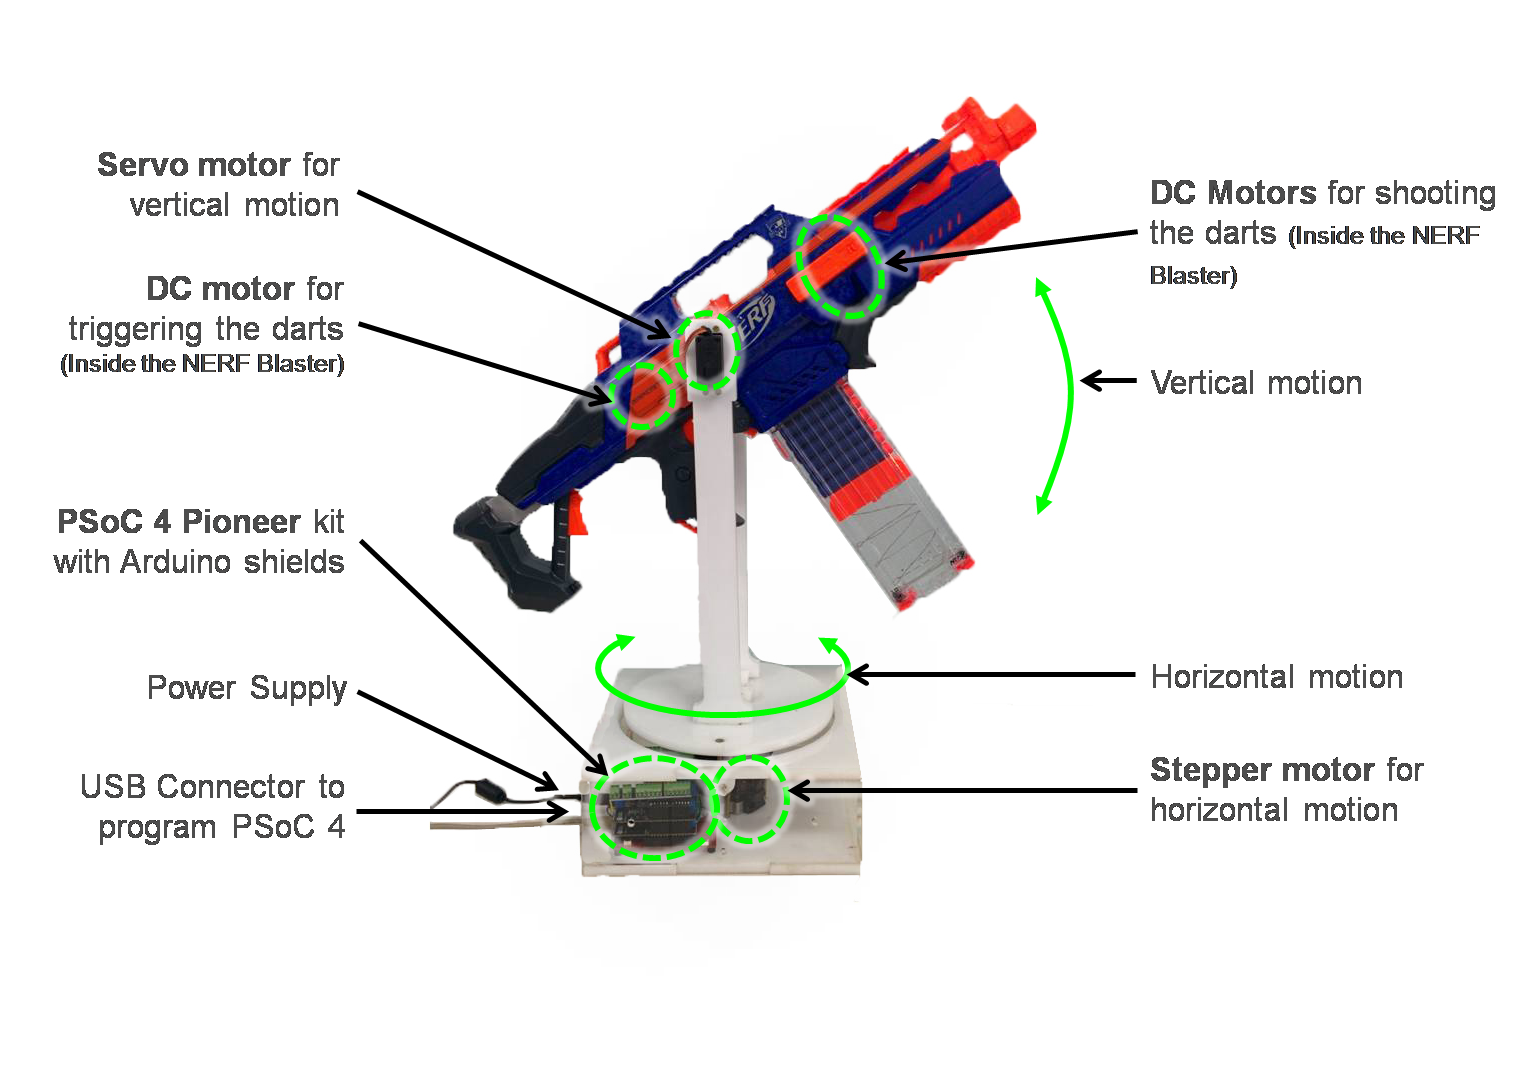 Servo motor for
vertical motion
DC motor for
triggering the darts
(Inside the NERF Blaster)
PSoC 4 Pioneer kit
with Arduino shields
Power Supply
USB Connector to
program PSoC 4
NERF
DC Motors for shooting
the darts (Inside the NERF
Blaster)
Vertical motion
Horizontal motion
Stepper motor for
horizontal motion